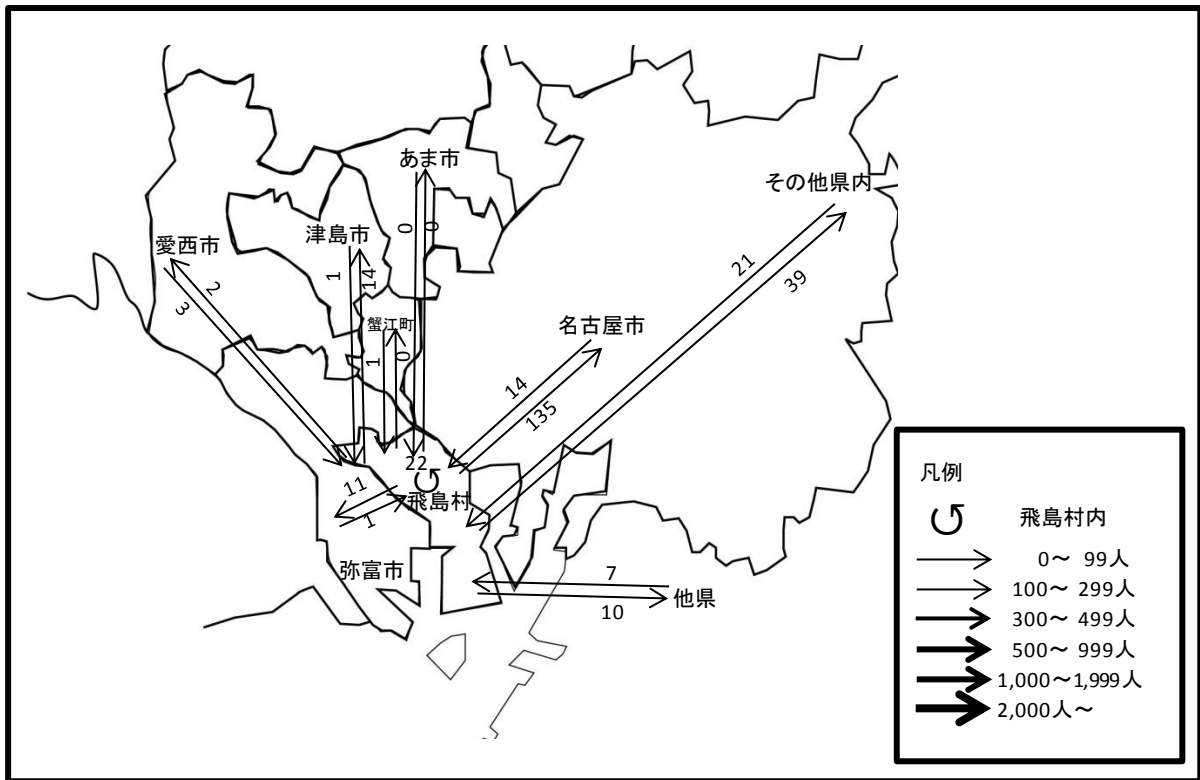 あま市
その他県内
津島市
愛西市
0
0
21
39
1
14
2
3
蟹江町
名古屋市
1
0
14
135
22
飛島村
11
1
弥富市
7
10
他県
凡例
飛島村内
0～ 99人
100～ 299人
300～ 499人
500～ 999人
1,000～1,999人
2,000人～